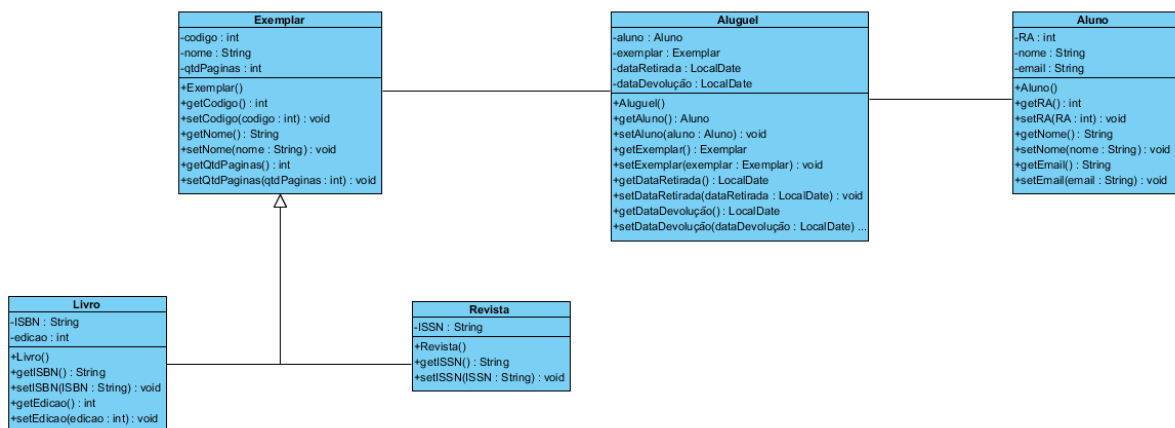 Exemplar
-codigo : int
-nome : String
-qtdPaginas : int
+Exemplar()
+getCodigo() : int
+setCodigo(codigo : int) : void
+getNome() : String
+setNome(nome : String) : void
+getQtdPaginas() : int
+setQtdPaginas(qtdPaginas : int) : void
Aluguel
-aluno : Aluno
-exemplar : Exemplar
-dataRetirada : LocalDate
-dataDevolução : LocalDate
+Aluguel()
+getAluno() : Aluno
+setAluno(aluno : Aluno) : void
+getExemplar() : Exemplar
+setExemplar(exemplar : Exemplar) : void
+getDataRetirada() : LocalDate
+setDataRetirada(dataRetirada : LocalDate) : void
+getDataDevolução() : LocalDate
+setDataDevolução(dataDevolução : LocalDate) ...
Aluno
-RA : int
-nome : String
-email : String
+Aluno()
+getRA() : int
+setRA(RA : int) : void
+getNome() : String
+setNome(nome : String) : void
+getEmail() : String
+setEmail(email : String) : void
Livro
-ISBN : String
-edicao : int
+Livro()
+getISBN() : String
+setISBN(ISBN : String) : void
+getEdicao() : int
+setEdicao(edicao : int) : void
Revista
-ISSN : String
+Revista()
+getISSN() : String
+setISSN(ISSN : String) : void